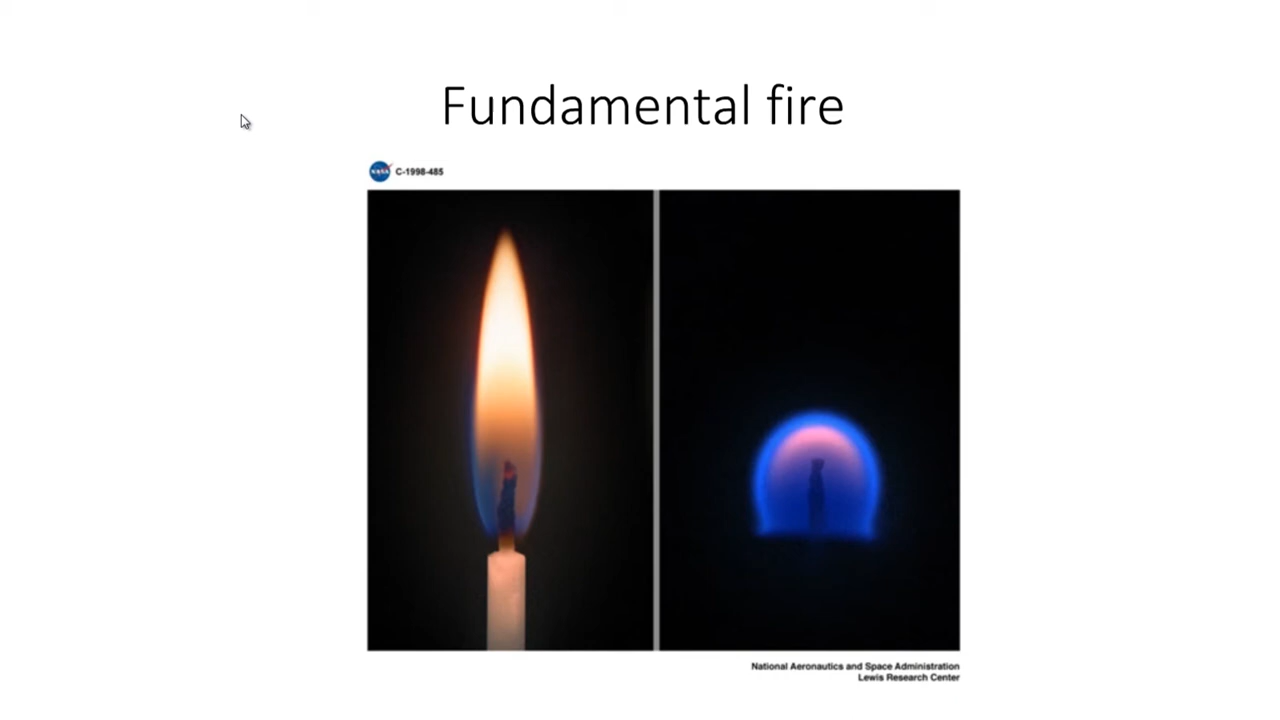 Fundamental fire
NASA C-1998-485
National Aeronautics and Space Administration
Lewis Research Center